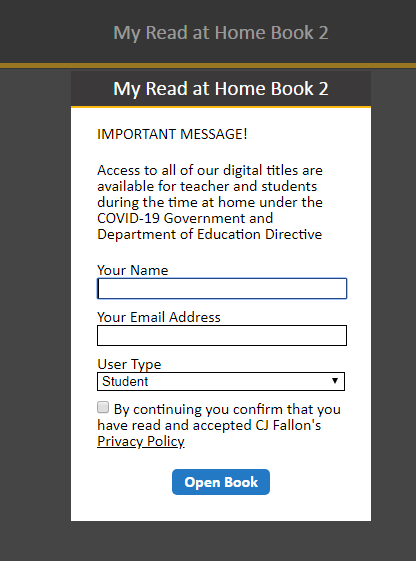 My Read at Home Book 2
My Read at Home Book 2
IMPORTANT MESSAGE!
Access to all of our digital titles are
available for teacher and students
during the time at home under the
COVID-19 Government and
Department of Education Directive
Your Name
Your Email Address
User Type
Student
By continuing you confirm that you
have read and accepted CJ Fallon's
Privacy Policy
Open Book